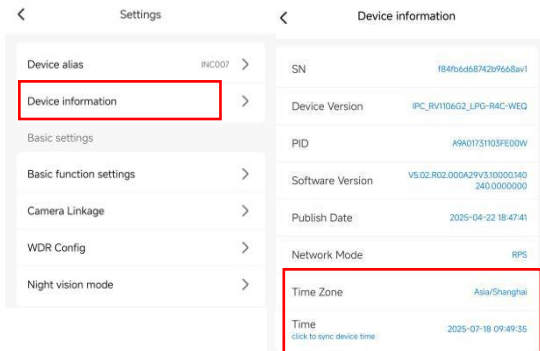 Settings
Device alias INC007
Device information
Basic settings
Basic function settings
Camera Linkage
WDR Config
Night vision mode
Device information
SN f84fb6d68742b9668av1
Device Version IPC_RV1106G2_LPG-R4C-WEQ
PID A9A01731103FE00W
Software Version V5.02.R02.000A29V3.10000.140
240.0000000
Publish Date 2025-04-22 18:47:41
Network Mode RPS
Time Zone Asia/Shanghai
Time 2025-07-18 09:49:35
click to sync device time